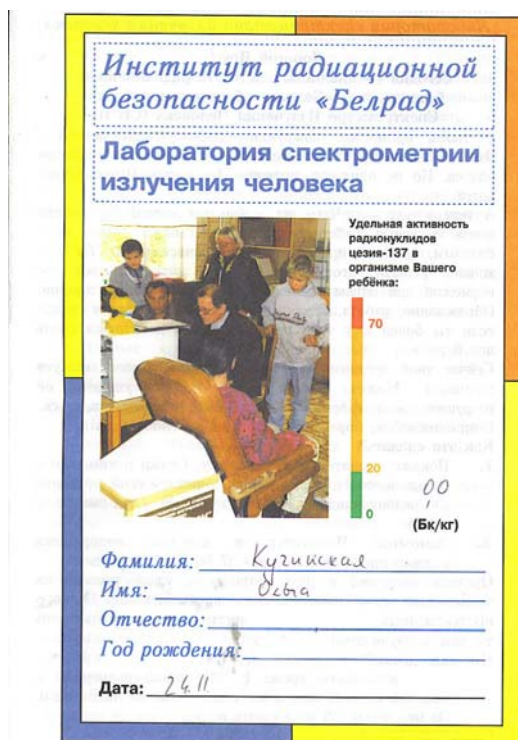 Институт радиационной
безопасности «Белрад»
Лаборатория спектрометрии
излучения человека
Удельная активность
радионуклидов
цезия-137 в
организме Вашего
ребёнка:
70
20
0
00
(Бк/кг)
Фамилия: Кучинская
Имя:
Отчество:
Год рождения:
Дата: 24.11.